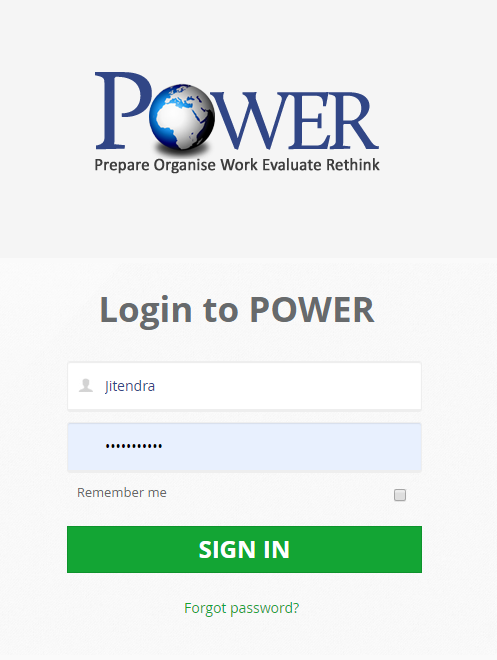 POWER
Prepare Organise Work Evaluate Rethink
Login to POWER
Jitendra
•••••••••••
Remember me
SIGN IN
Forgot password?